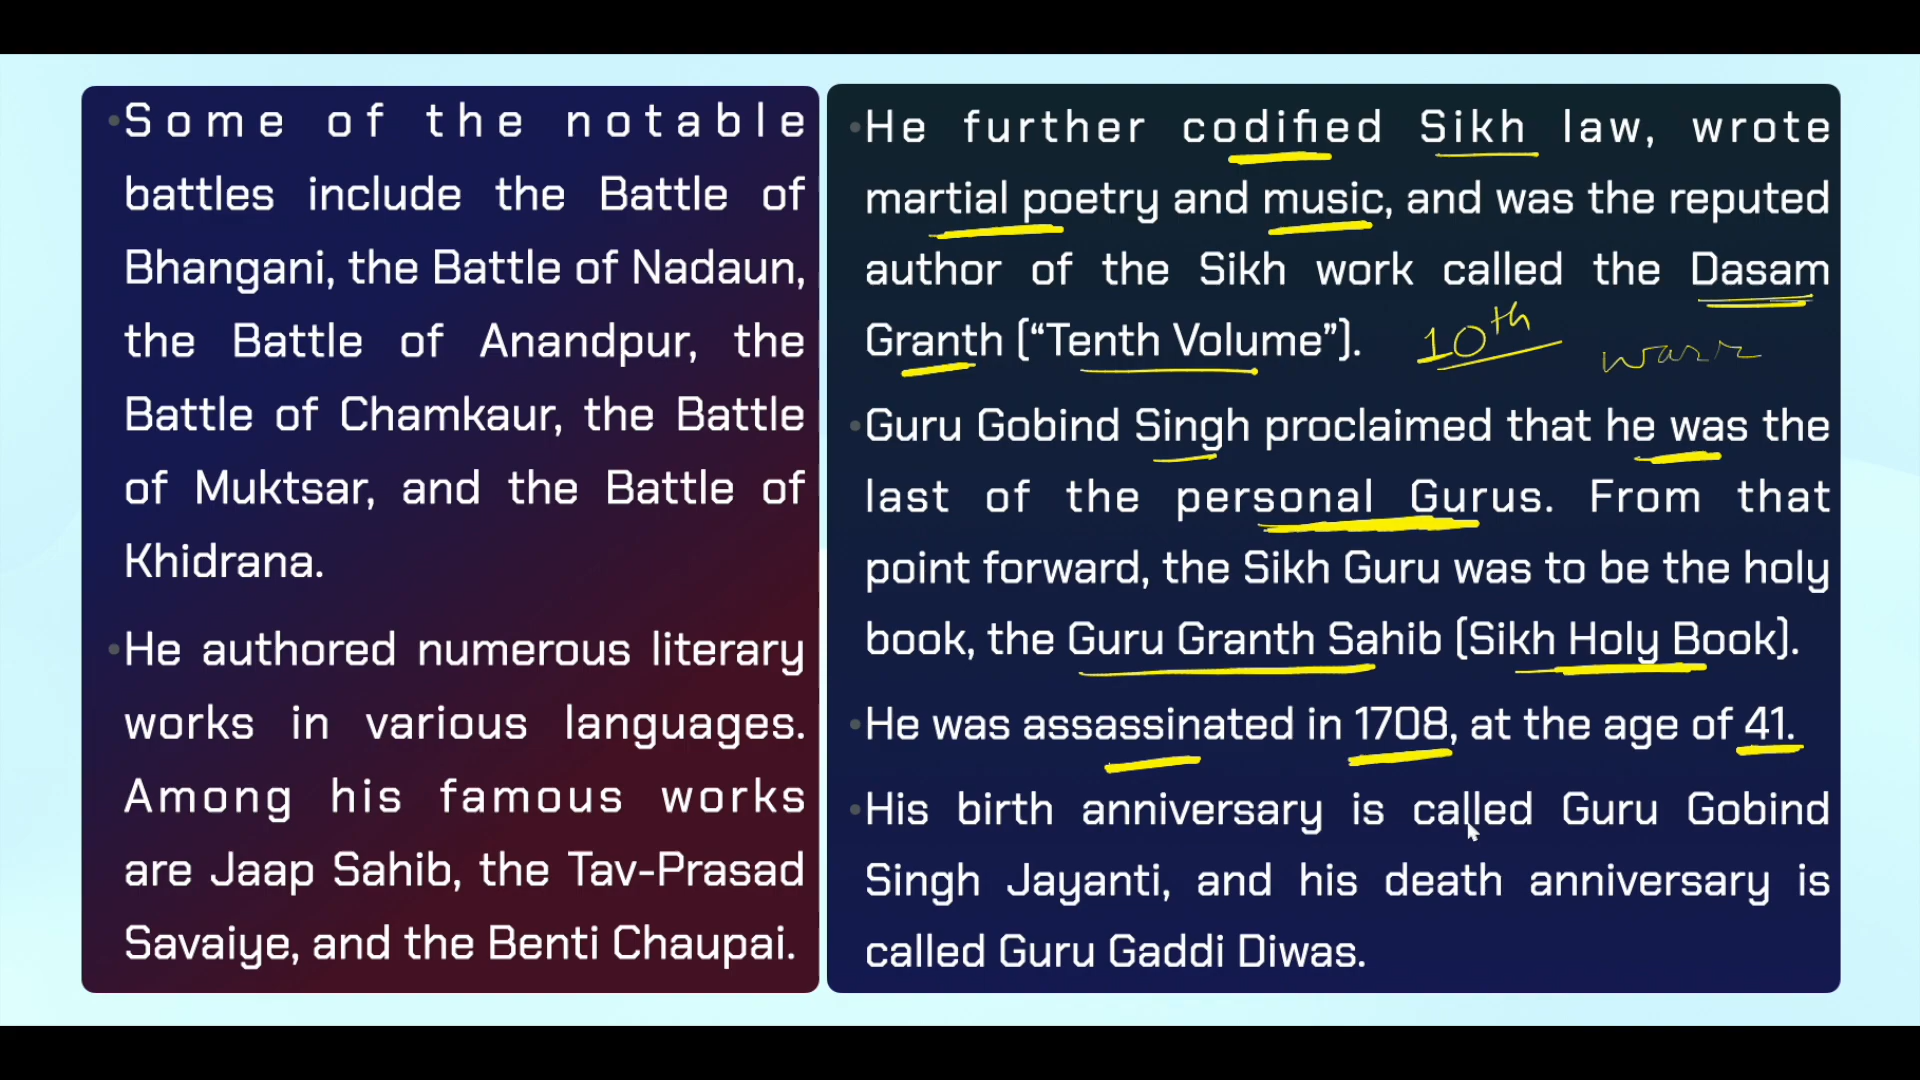 Some of the notable
battles include the Battle of
Bhangani, the Battle of Nadaun,
the Battle of Anandpur, the
Battle of Chamkaur, the Battle
of Muktsar, and the Battle of
Khidrana.
He authored numerous literary
works in various languages.
Among his famous works
are Jaap Sahib, the Tav-Prasad
Savaiye, and the Benti Chaupai.
He further codified Sikh law, wrote
martial poetry and music, and was the reputed
author of the Sikh work called the Dasam
Granth (“Tenth Volume”). 10th
Guru Gobind Singh proclaimed that he was the
last of the personal Gurus. From that
point forward, the Sikh Guru was to be the holy
book, the Guru Granth Sahib (Sikh Holy Book).
He was assassinated in 1708, at the age of 41.
His birth anniversary is called Guru Gobind
Singh Jayanti, and his death anniversary is
called Guru Gaddi Diwas.